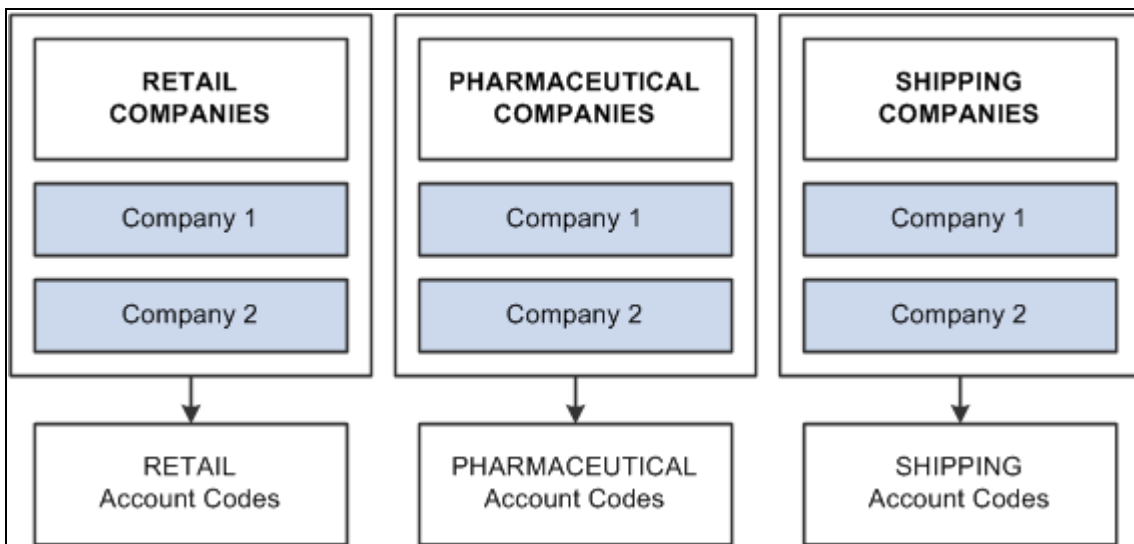 RETAIL
COMPANIES
Company 1
Company 2
RETAIL
Account Codes
PHARMACEUTICAL
COMPANIES
Company 1
Company 2
PHARMACEUTICAL
Account Codes
SHIPPING
COMPANIES
Company 1
Company 2
SHIPPING
Account Codes